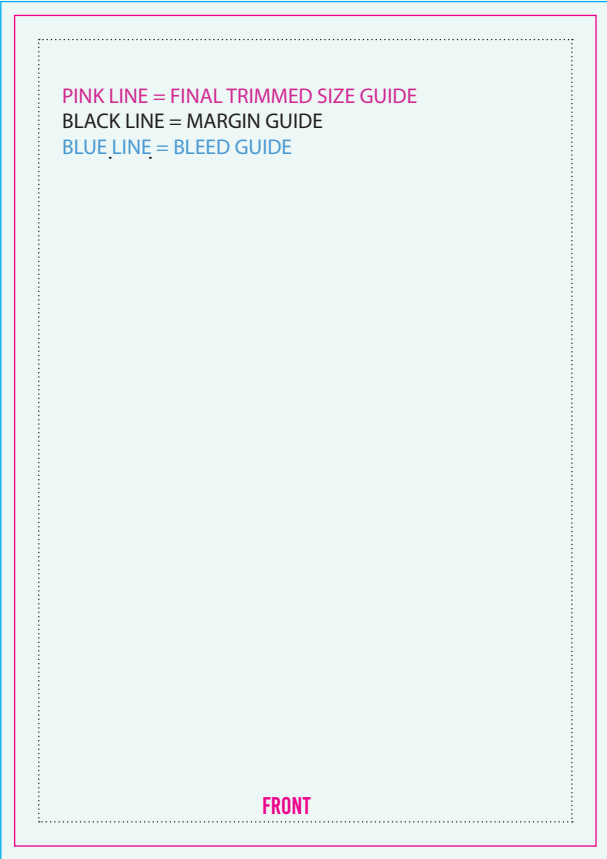 PINK LINE = FINAL TRIMMED SIZE GUIDE
BLACK LINE = MARGIN GUIDE
BLUE LINE = BLEED GUIDE
FRONT